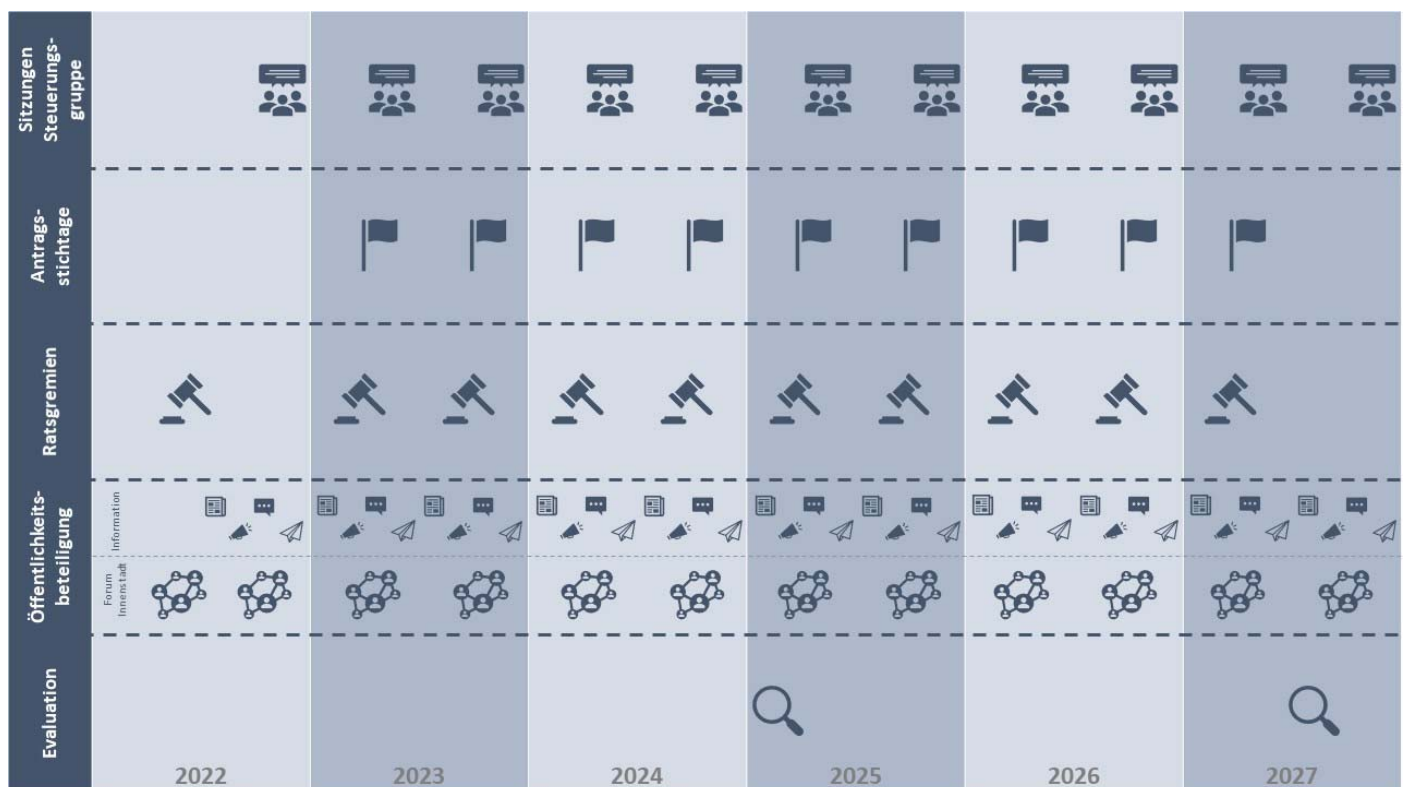 Sitzungen
Steuerungs-
gruppe
Antrags-
stichtage
Ratsgremien
Öffentlichkeits-
beteiligung
Information
Forum
Innenstadt
Evaluation
2022
2023
2024
2025
2026
2027